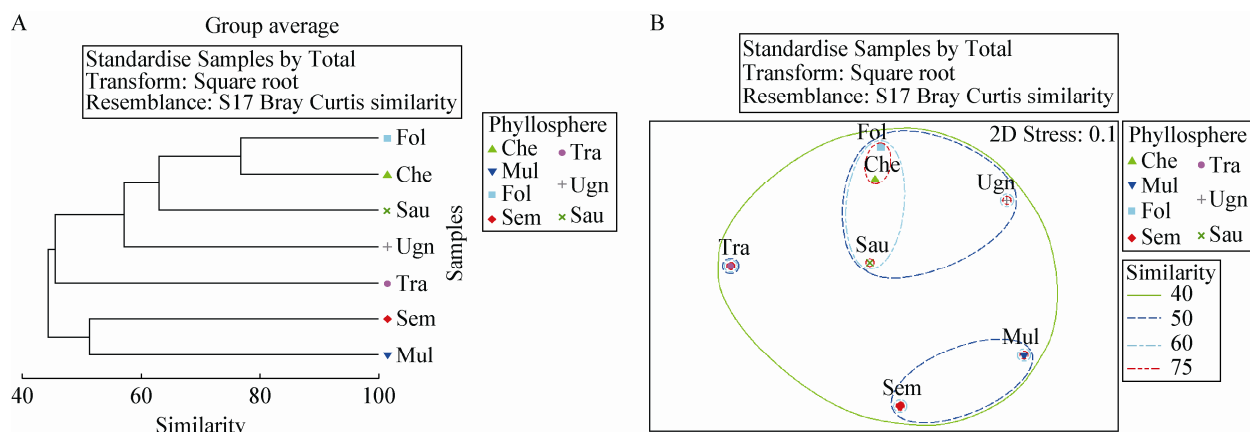 A
Group average
Standardise Samples by Total
Transform: Square root
Resemblance: S17 Bray Curtis similarity
Fol
Che
Sau
Ugn
Tra
Sem
Mul
Samples
40 60 80 100
Similarity
Phyllosphere
Che Tra
Mul
Ugn
Fol
Sem Sau
B
Standardise Samples by Total
Transform: Square root
Resemblance: S17 Bray Curtis similarity
2D Stress: 0.1
Fol
Che
Ugn
Sau
Tra
Mul
Sem
Phyllosphere
Che Tra
Mul
Ugn
Fol
Sem Sau
Similarity
40
50
60
75